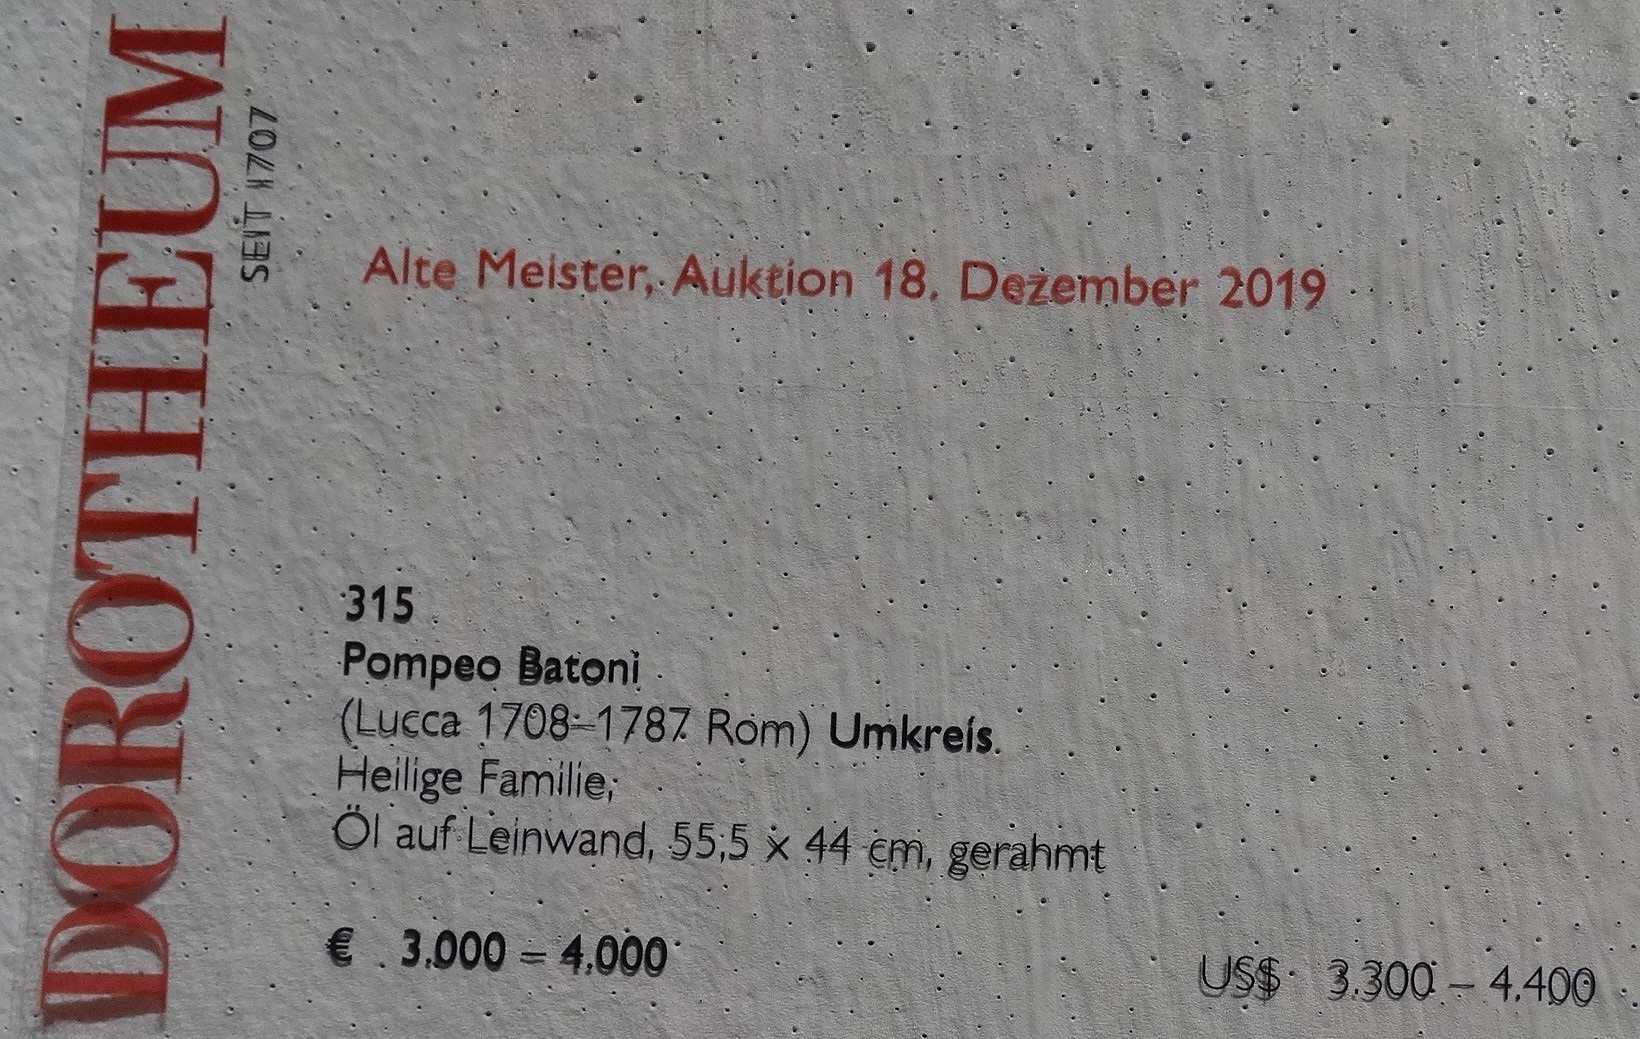 DOROTHEUM
SEIT 1707
Alte Meister, Auktion 18. Dezember 2019
315
Pompeo Batoni
(Lucca 1708–1787 Rom) Umkreis.
Heilige Familie,
Öl auf Leinwand, 55,5 x 44 cm, gerahmt
€ 3.000 – 4.000
US$ 3.300 – 4.400